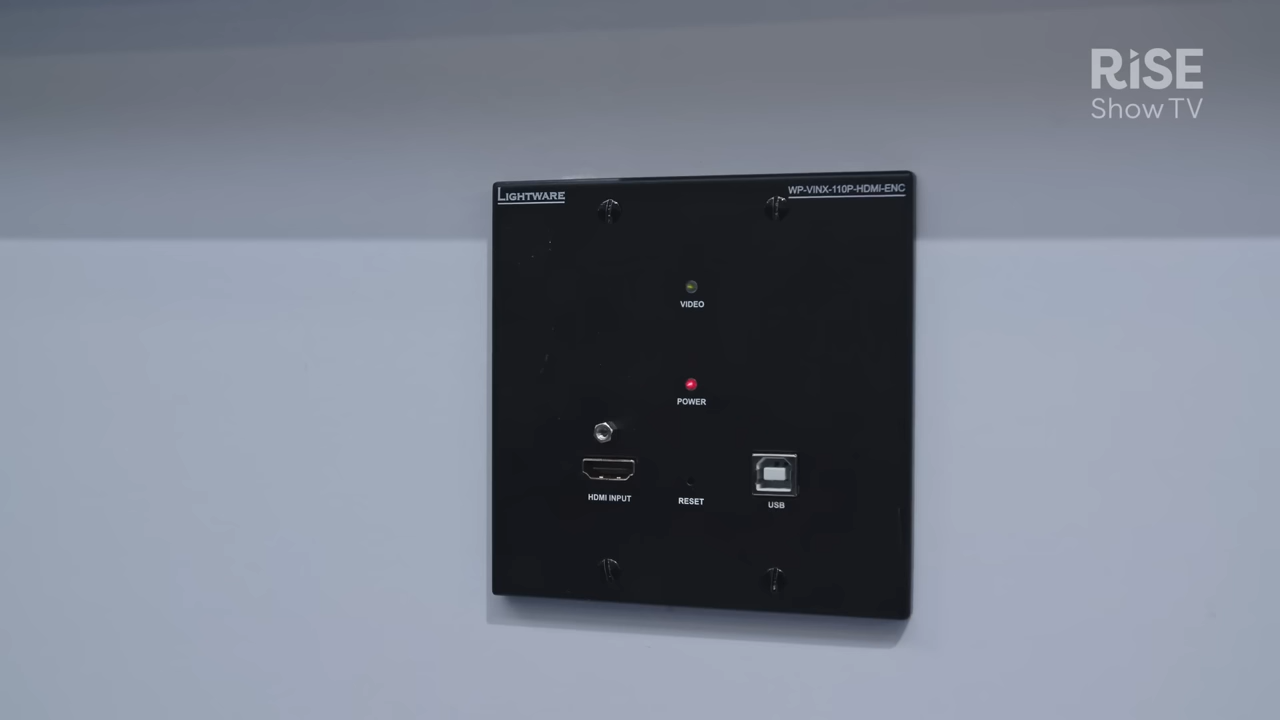 RiSE
Show TV
LIGHTWARE
WP-VINX-110P-HDMI-ENC
VIDEO
POWER
HDMI INPUT
RESET
USB